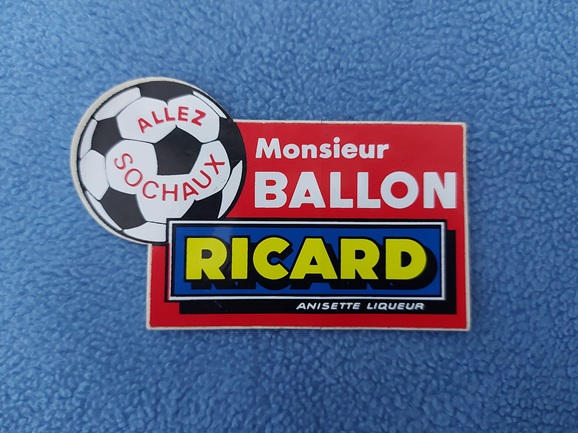 ALLEZ
SOCHAUX
Monsieur
BALLON
RICARD
ANISETTE LIQUEUR